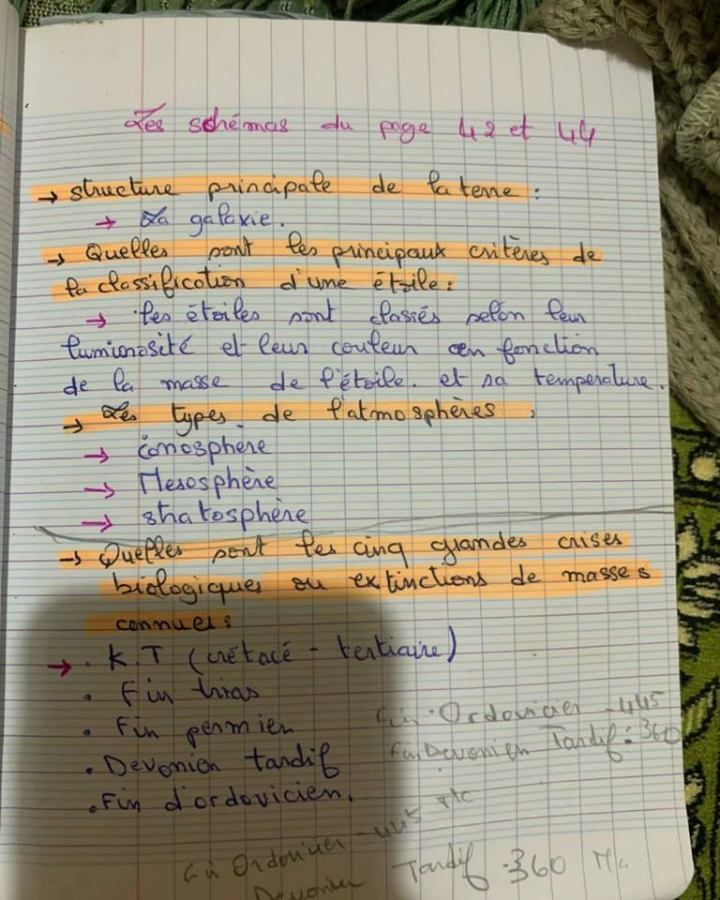 Les schémas du page 42 et 44
→ structure principale de la terre :
→ La galaxie.
→ Quelles sont les principaux critères de
la classification d'une étoile :
→ les étoiles sont classés selon leur
lumionosité et leur couleur en fonction
de la masse de l'étoile. et sa temperature.
→ Les types de l'atmosphères :
→ ionosphère
→ Mesosphère
→ stratosphère
→ Quelles sont les cinq grandes crises
biologiques ou extinctions de masses
connues :
→ • K.T (crétacé - tertiaire)
• Fin trias
• Fin permien
Fin Ordovicien -445
• Devonien tardif
Fin Devonien Tardif : 360
• Fin d'ordovicien.
Fin Ordovicien -445
Devonien Tardif -360 Ma